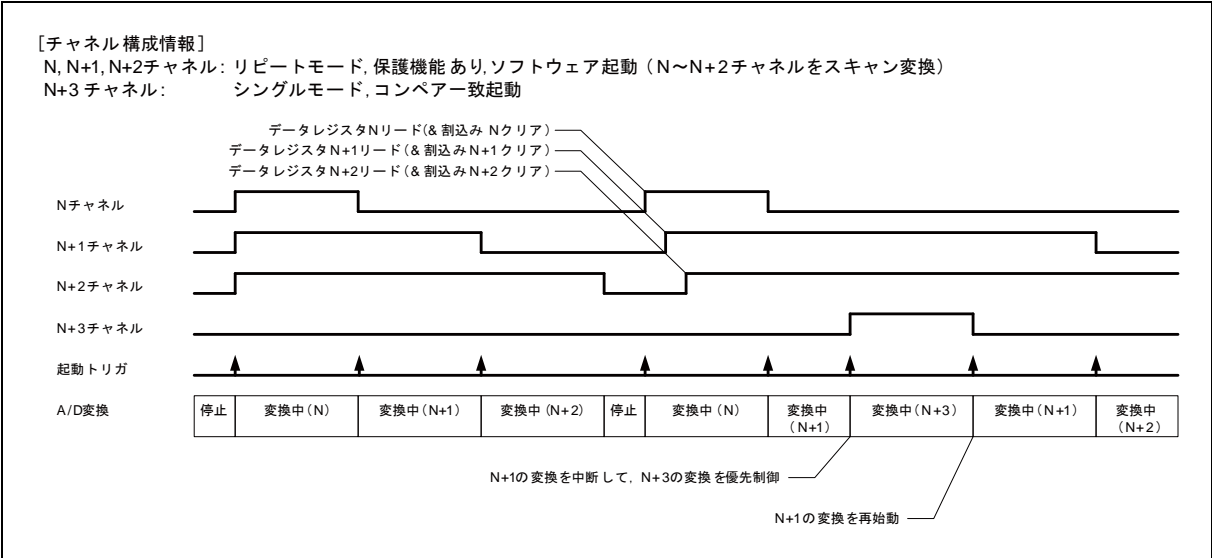 [チャネル構成情報]
N, N+1, N+2チャネル: リピートモード, 保護機能あり, ソフトウェア起動（N～N+2チャネルをスキャン変換）
N+3チャネル: シングルモード, コンペア一致起動
データレジスタNリード(& 割込み Nクリア)
データレジスタN+1リード(& 割込みN+1クリア)
データレジスタN+2リード(& 割込みN+2クリア)
Nチャネル
N+1チャネル
N+2チャネル
N+3チャネル
起動トリガ
A/D変換 停止 変換中(N) 変換中(N+1) 変換中(N+2) 停止 変換中(N) 変換中(N+1) 変換中(N+3) 変換中(N+1) 変換中(N+2)
N+1の変換を中断して, N+3の変換を優先制御
N+1の変換を再始動